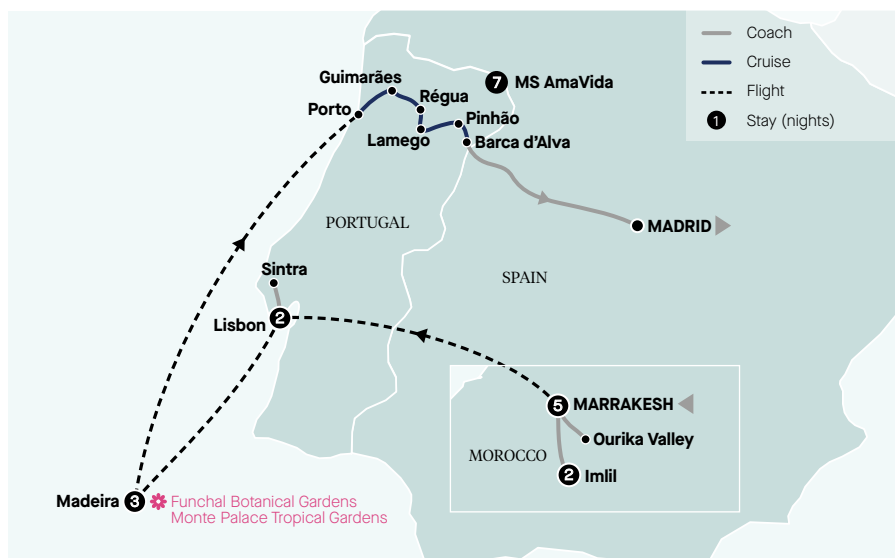 Coach
Cruise
Flight
1 Stay (nights)
7 MS AmaVida
Guimarães
Régua
Porto
Pinhão
Lamego
Barca d'Alva
PORTUGAL
MADRID
Sintra
SPAIN
Lisbon 2
5 MARRAKESH
Ourika Valley
MOROCCO
2 Imlil
Madeira 3
Funchal Botanical Gardens
Monte Palace Tropical Gardens